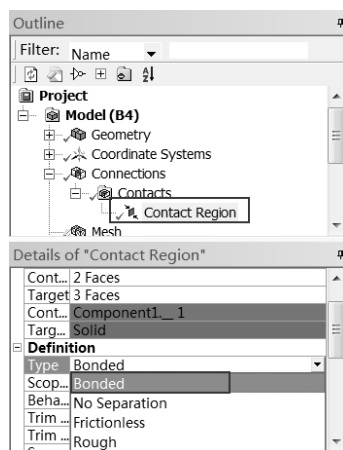 Outline
Filter: Name
Project
Model (B4)
Geometry
Coordinate Systems
Connections
Contacts
Contact Region
Mesh
Details of "Contact Region"
Cont... 2 Faces
Target 3 Faces
Cont... Component1._ 1
Targ... Solid
Definition
Type Bonded
Scop... Bonded
Beha... No Separation
Trim ... Frictionless
Trim ... Rough